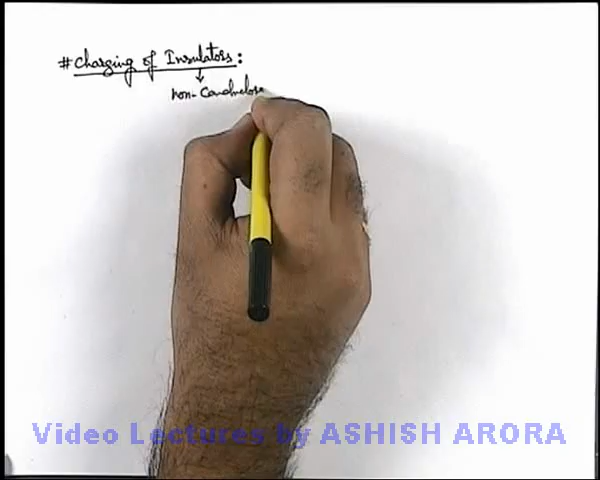 # Charging of Insulators :
↓
non- Conductors
Video Lectures by ASHISH ARORA